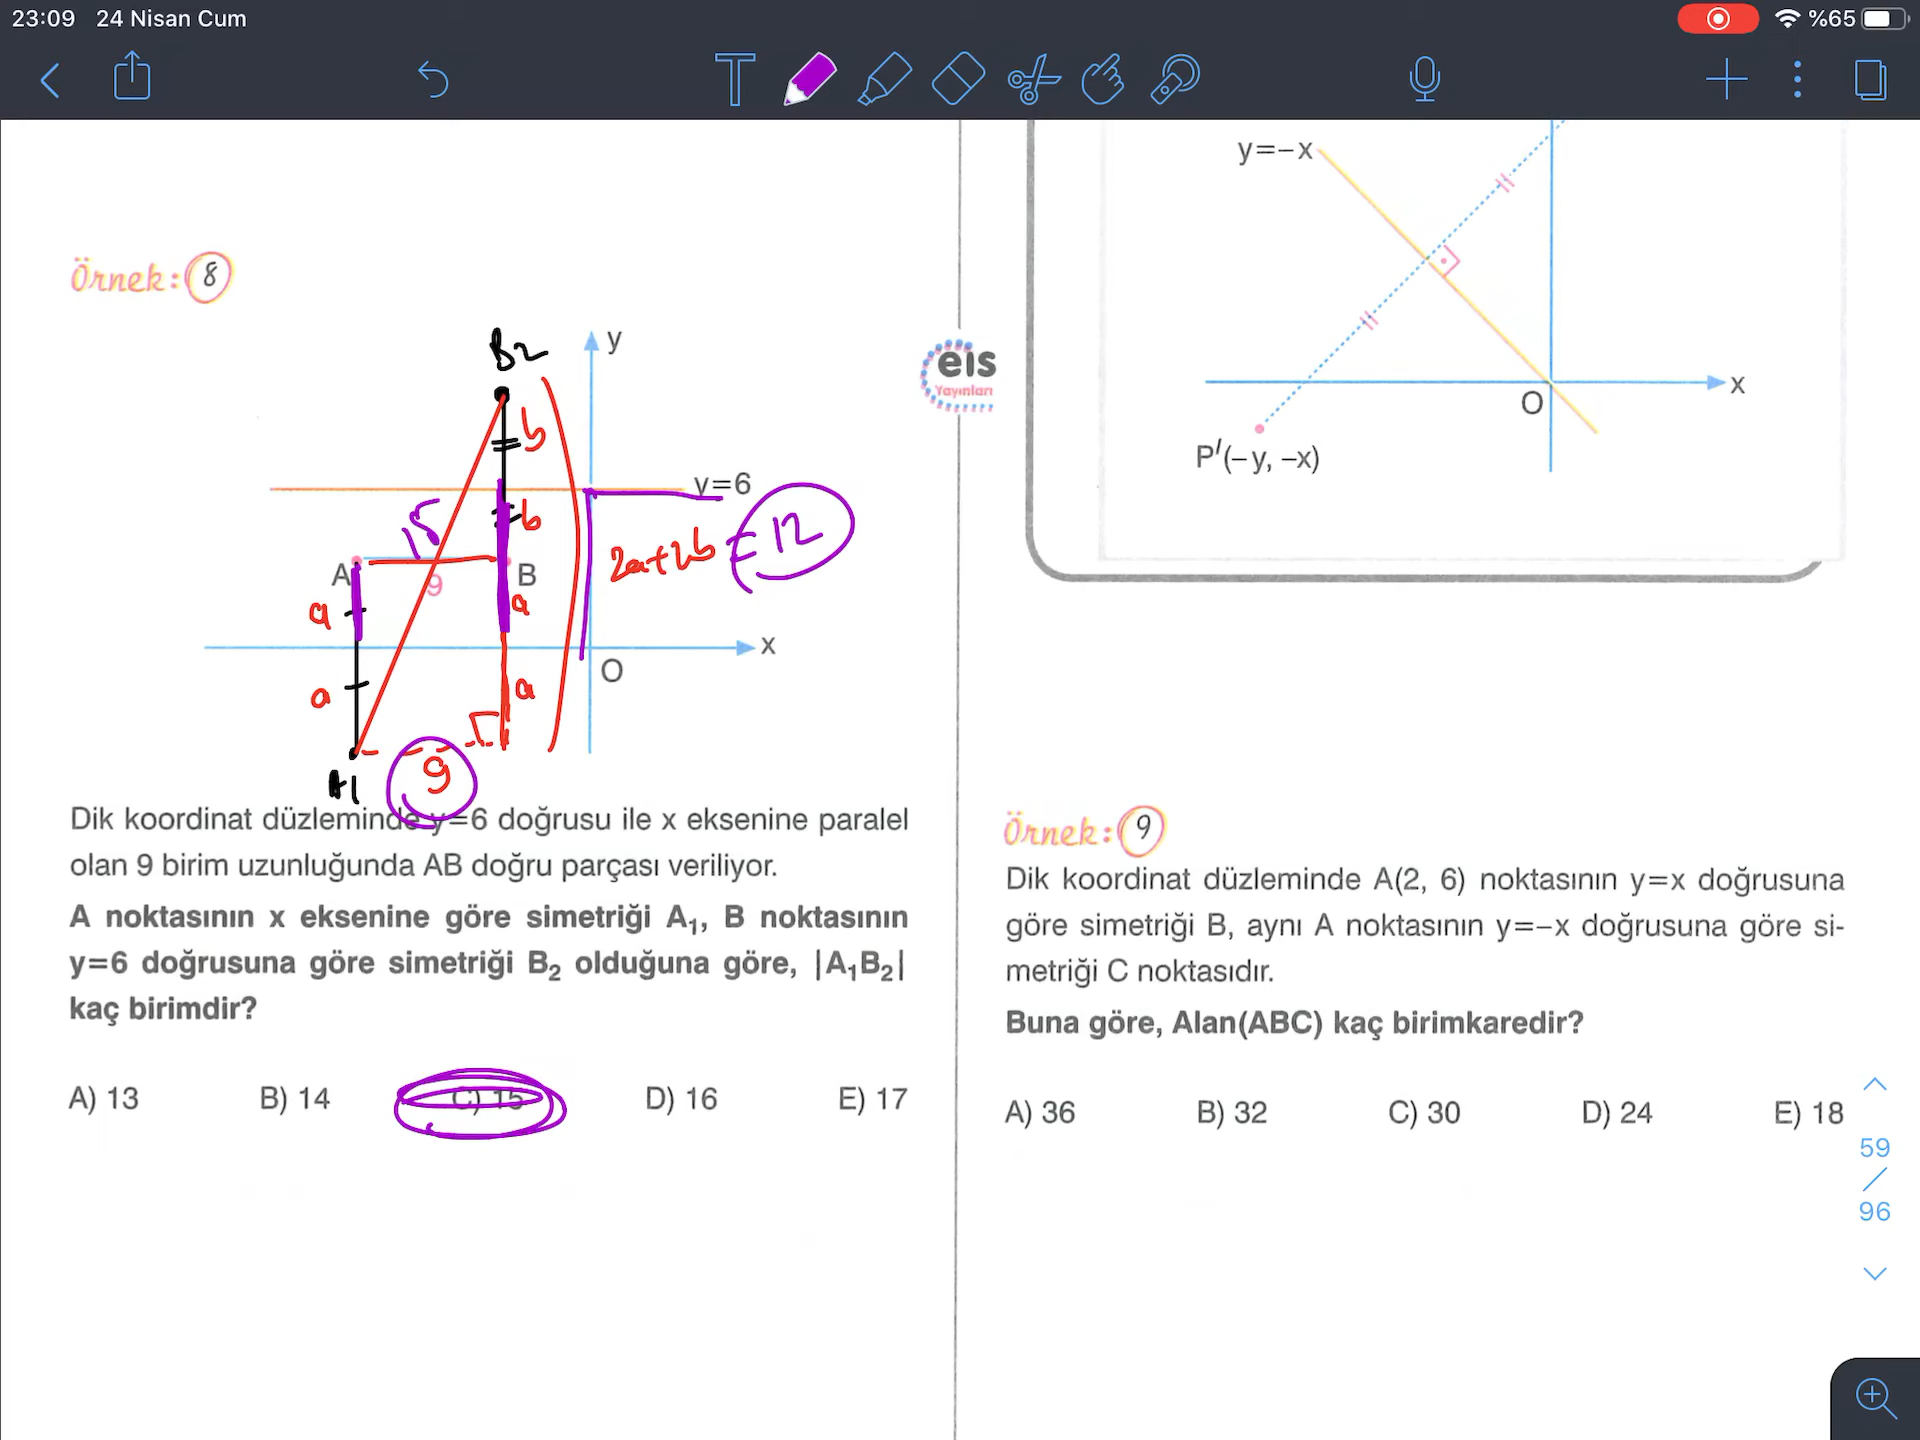 23:09 24 Nisan Cum
%65
T
Örnek: 8
B2
y
b
y=6
15
b
2a+2b = 12
A
9
B
a
a
x
O
a
a
A1
9
Dik koordinat düzleminde y=6 doğrusu ile x eksenine paralel
olan 9 birim uzunluğunda AB doğru parçası veriliyor.
A noktasının x eksenine göre simetriği A₁, B noktasının
y=6 doğrusuna göre simetriği B₂ olduğuna göre, |A₁B₂|
kaç birimdir?
A) 13 B) 14 C) 15 D) 16 E) 17
eis
Yayınları
y=−x
x
O
P'(−y, −x)
Örnek: 9
Dik koordinat düzleminde A(2, 6) noktasının y=x doğrusuna
göre simetriği B, aynı A noktasının y=−x doğrusuna göre si-
metriği C noktasıdır.
Buna göre, Alan(ABC) kaç birimkaredir?
A) 36 B) 32 C) 30 D) 24 E) 18
59
/
96